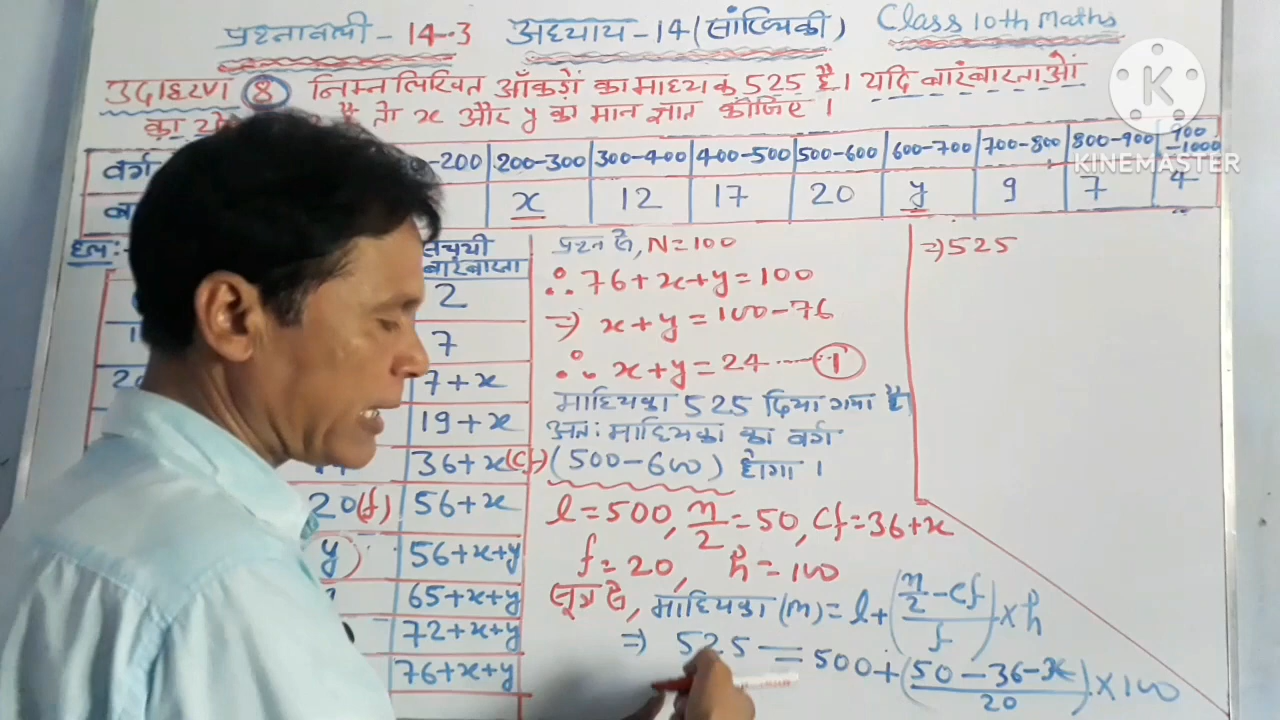 प्रश्नावली - 14.3 अध्याय - 14 (सांख्यिकी) Class 10th Maths
उदाहरण 8 निम्नलिखित आँकड़ों का माध्यक 525 है। यदि बारंबारताओं
का है तो x और y का मान ज्ञात कीजिए।
वर्ग -200 200-300 300-400 400-500 500-600 600-700 700-800 800-900 900-1000
x 12 17 20 y 9 7 4
हल:-
संचयी बारंबारता
2
7
7+x
19+x
36+x (cf)
20(f) 56+x
y 56+x+y
65+x+y
72+x+y
76+x+y
प्रश्न से, N=100
∴ 76+x+y=100
⇒ x+y = 100-76
∴ x+y = 24 ----- 1
माध्यिका 525 दिया गया है
अतः माध्यिका का वर्ग
(500-600) होगा।
l=500, n/2=50, cf=36+x
f=20, h=100
सूत्र से, माध्यिका (m) = l+((n/2 - cf)/f)×h
⇒ 525 = 500+((50-36-x)/20)×100
⇒ 525
K
KINEMASTER